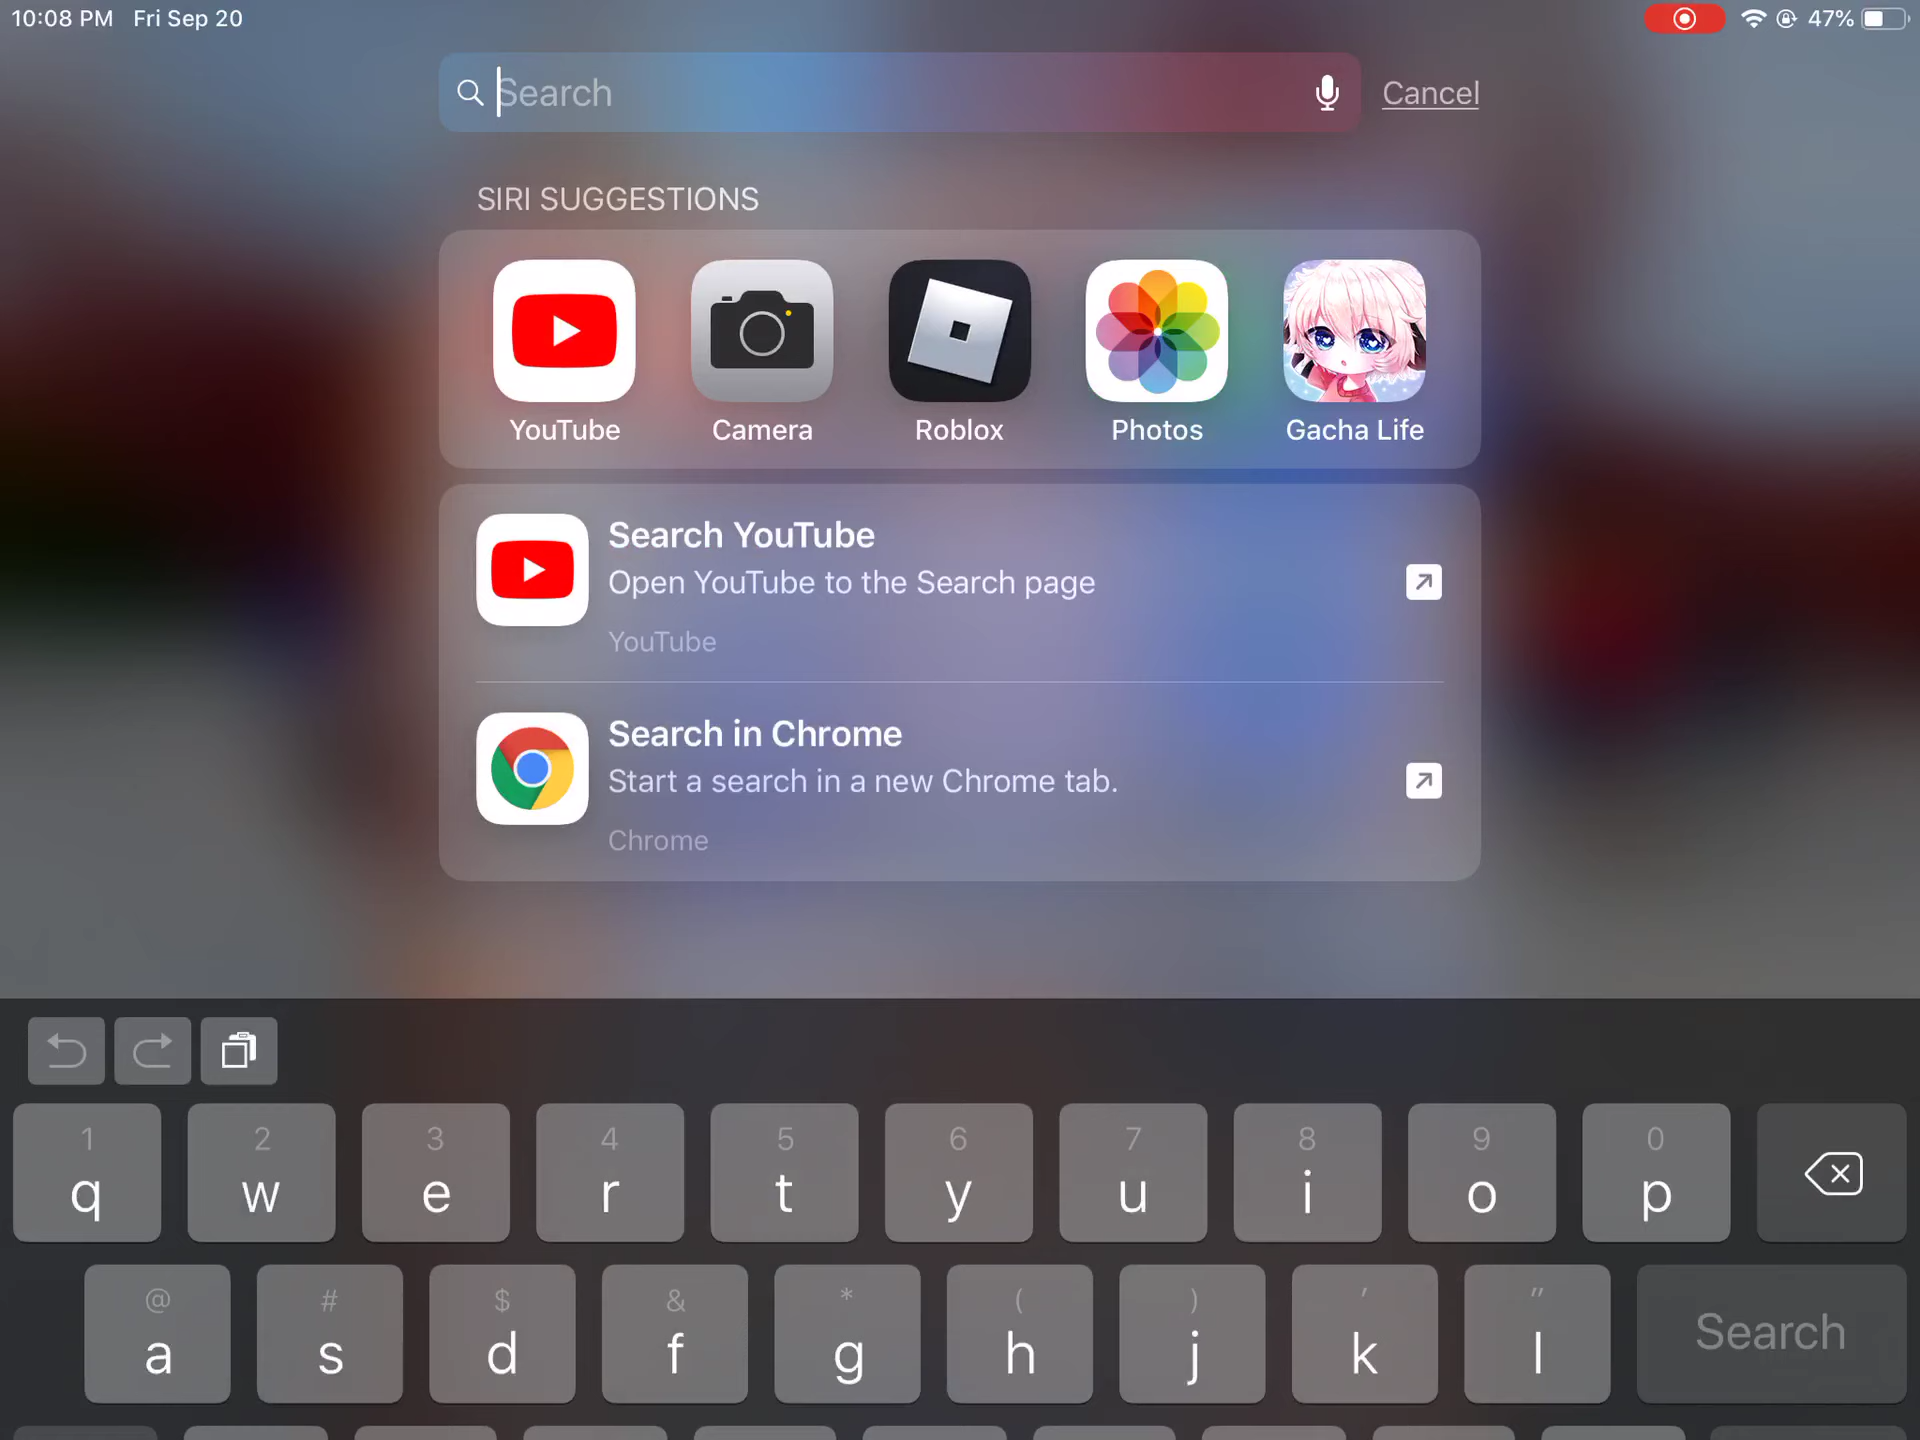 10:08 PM Fri Sep 20 47%
Search Cancel
SIRI SUGGESTIONS
YouTube Camera Roblox Photos Gacha Life
Search YouTube
Open YouTube to the Search page
YouTube
Search in Chrome
Start a search in a new Chrome tab.
Chrome
1 2 3 4 5 6 7 8 9 0
q w e r t y u i o p
@ # $ & * ( ) ' "
a s d f g h j k l Search